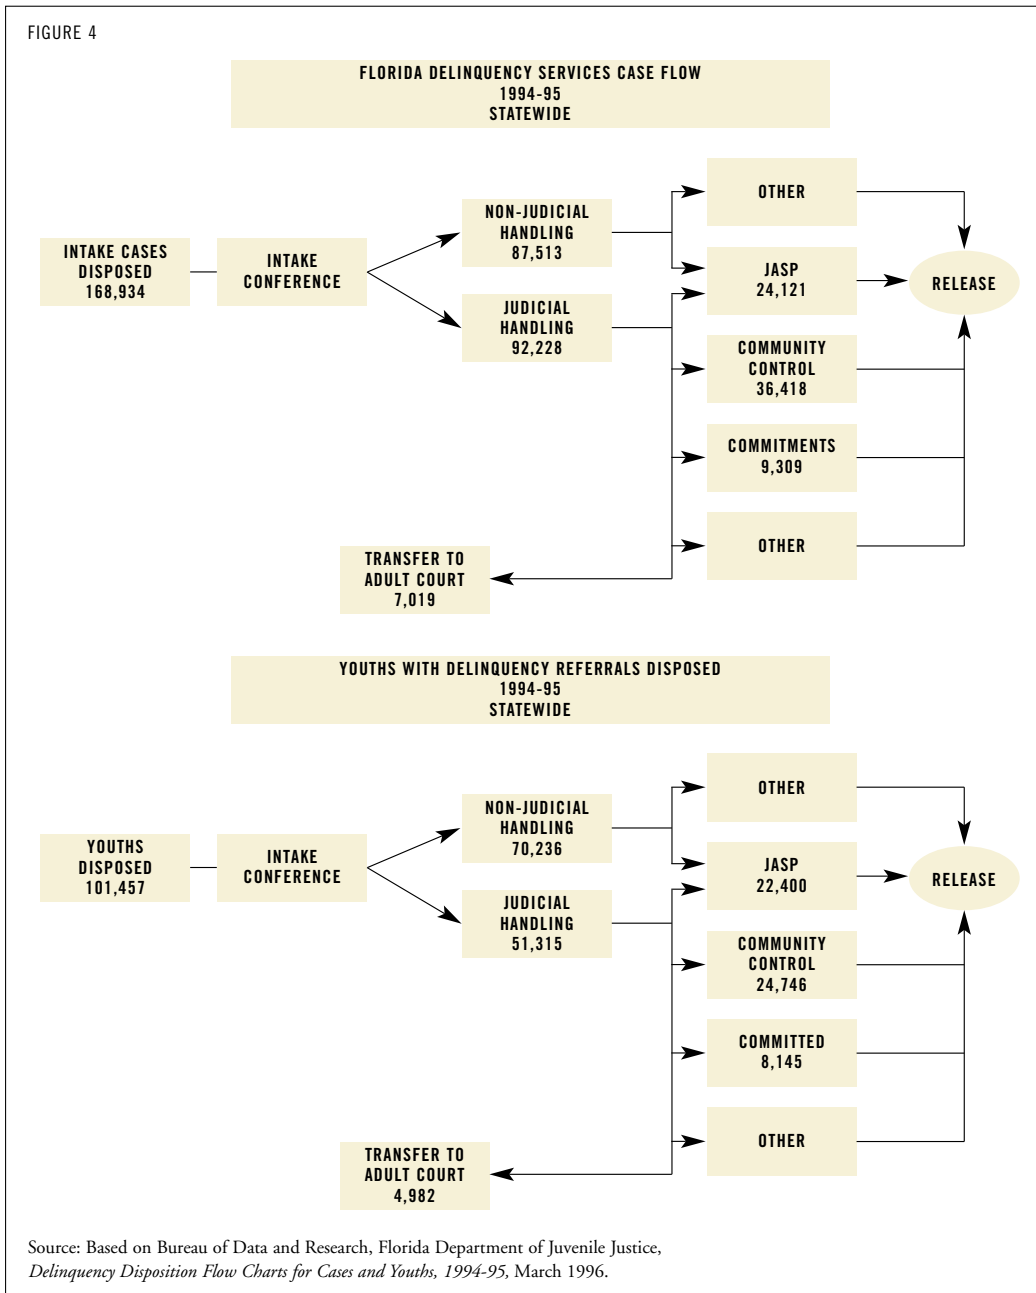 FIGURE 4
FLORIDA DELINQUENCY SERVICES CASE FLOW
1994-95
STATEWIDE
INTAKE CASES
DISPOSED
168,934
INTAKE
CONFERENCE
NON-JUDICIAL
HANDLING
87,513
JUDICIAL
HANDLING
92,228
OTHER
JASP
24,121
COMMUNITY
CONTROL
36,418
COMMITMENTS
9,309
OTHER
RELEASE
TRANSFER TO
ADULT COURT
7,019
YOUTHS WITH DELINQUENCY REFERRALS DISPOSED
1994-95
STATEWIDE
YOUTHS
DISPOSED
101,457
INTAKE
CONFERENCE
NON-JUDICIAL
HANDLING
70,236
JUDICIAL
HANDLING
51,315
OTHER
JASP
22,400
COMMUNITY
CONTROL
24,746
COMMITTED
8,145
OTHER
RELEASE
TRANSFER TO
ADULT COURT
4,982
Source: Based on Bureau of Data and Research, Florida Department of Juvenile Justice,
Delinquency Disposition Flow Charts for Cases and Youths, 1994-95, March 1996.